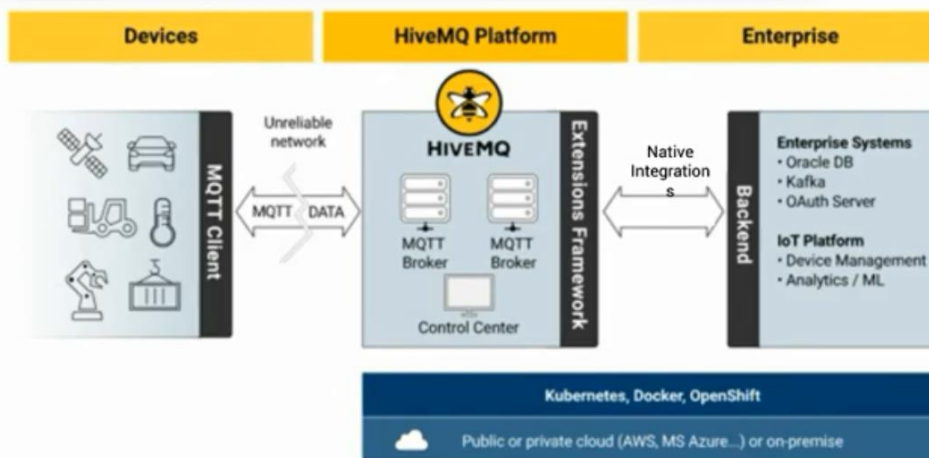 Devices
HiveMQ Platform
Enterprise
Unreliable
network
MQTT Client
MQTT DATA
HIVEMQ
MQTT
Broker
MQTT
Broker
Control Center
Extensions Framework
Native
Integration
s
Backend
Enterprise Systems
• Oracle DB
• Kafka
• OAuth Server
IoT Platform
• Device Management
• Analytics / ML
Kubernetes, Docker, OpenShift
Public or private cloud (AWS, MS Azure...) or on-premise